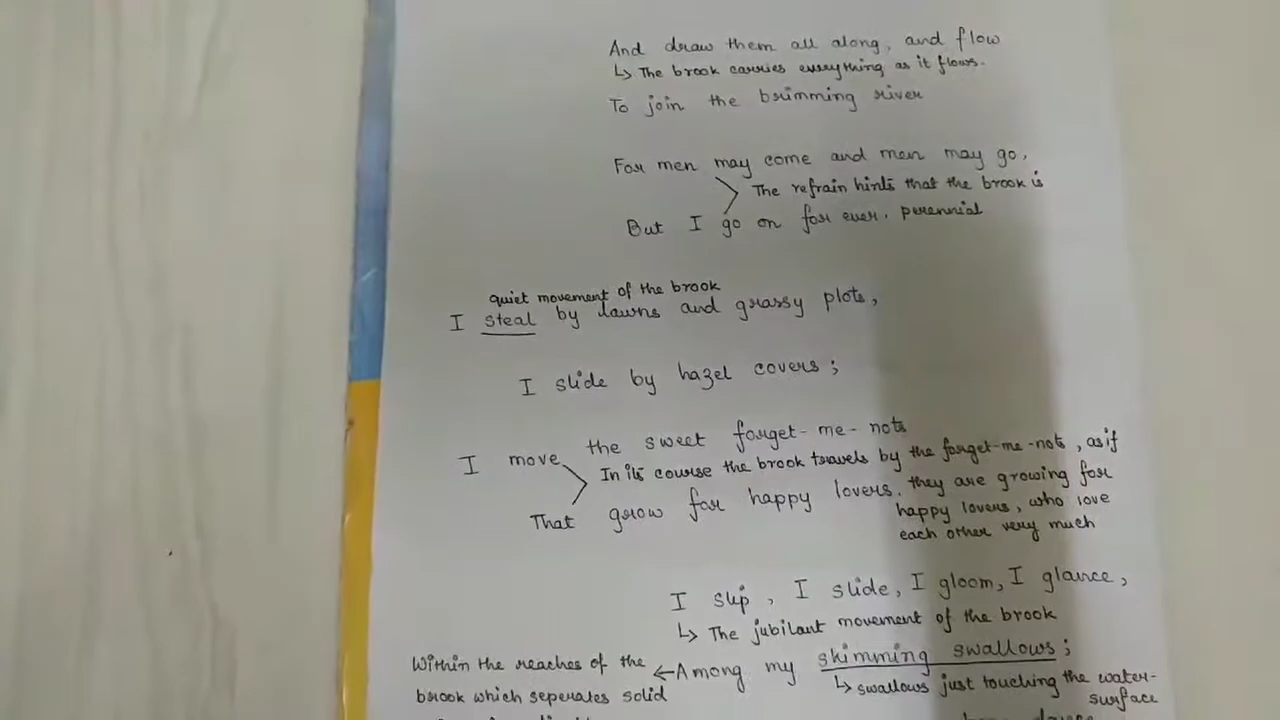 And draw them all along, and flow
↳ The brook carries everything as it flows.
To join the brimming river
For men may come and men may go,
The refrain hints that the brook is
But I go on for ever. perennial
quiet movement of the brook
I steal by lawns and grassy plots,
I slide by hazel covers;
I move the sweet forget-me-nots
In its course the brook travels by the forget-me-nots, as if
That grow for happy lovers. they are growing for
happy lovers, who love
each other very much
I slip, I slide, I gloom, I glance,
↳ The jubilant movement of the brook
Within the reaches of the ← Among my skimming swallows;
brook which seperates solid ↳ swallows just touching the water-
surface